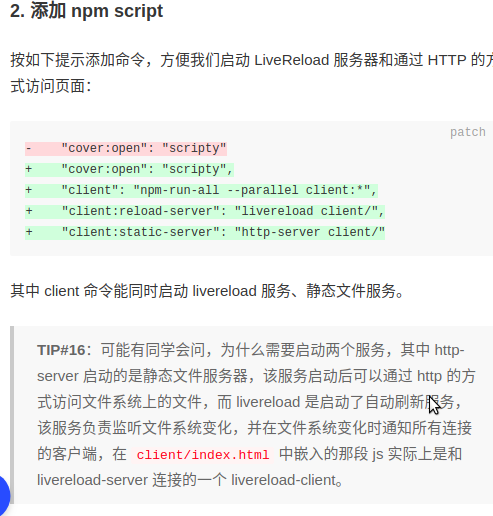 2. 添加 npm script
按如下提示添加命令，方便我们启动 LiveReload 服务器和通过 HTTP 的方
式访问页面：
patch
-    "cover:open": "scripty"
+    "cover:open": "scripty",
+    "client": "npm-run-all --parallel client:*",
+    "client:reload-server": "livereload client/",
+    "client:static-server": "http-server client/"
其中 client 命令能同时启动 livereload 服务、静态文件服务。
TIP#16：可能有同学会问，为什么需要启动两个服务，其中 http-
server 启动的是静态文件服务器，该服务启动后可以通过 http 的方
式访问文件系统上的文件，而 livereload 是启动了自动刷新服务，
该服务负责监听文件系统变化，并在文件系统变化时通知所有连接
的客户端，在 client/index.html 中嵌入的那段 js 实际上是和
livereload-server 连接的一个 livereload-client。